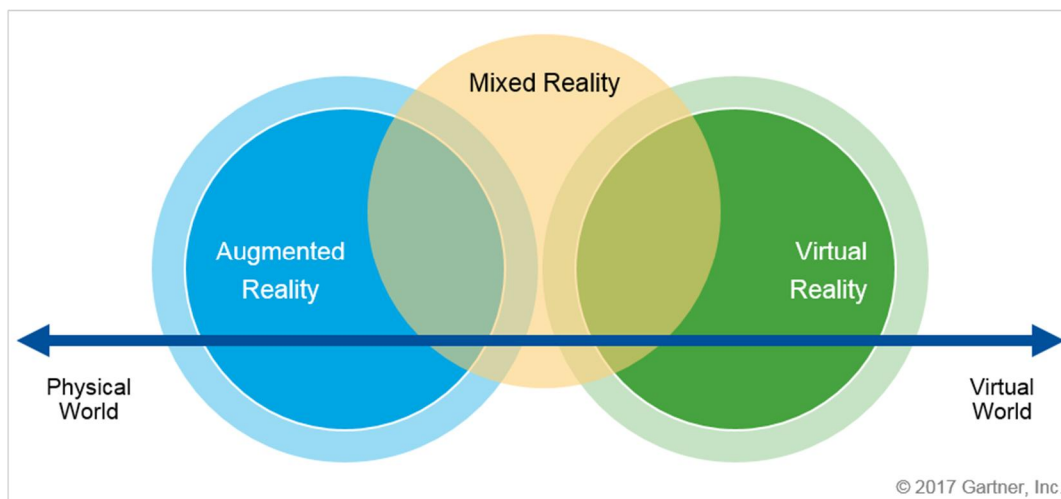 Mixed Reality
Augmented
Reality
Virtual
Reality
Physical
World
Virtual
World
© 2017 Gartner, Inc